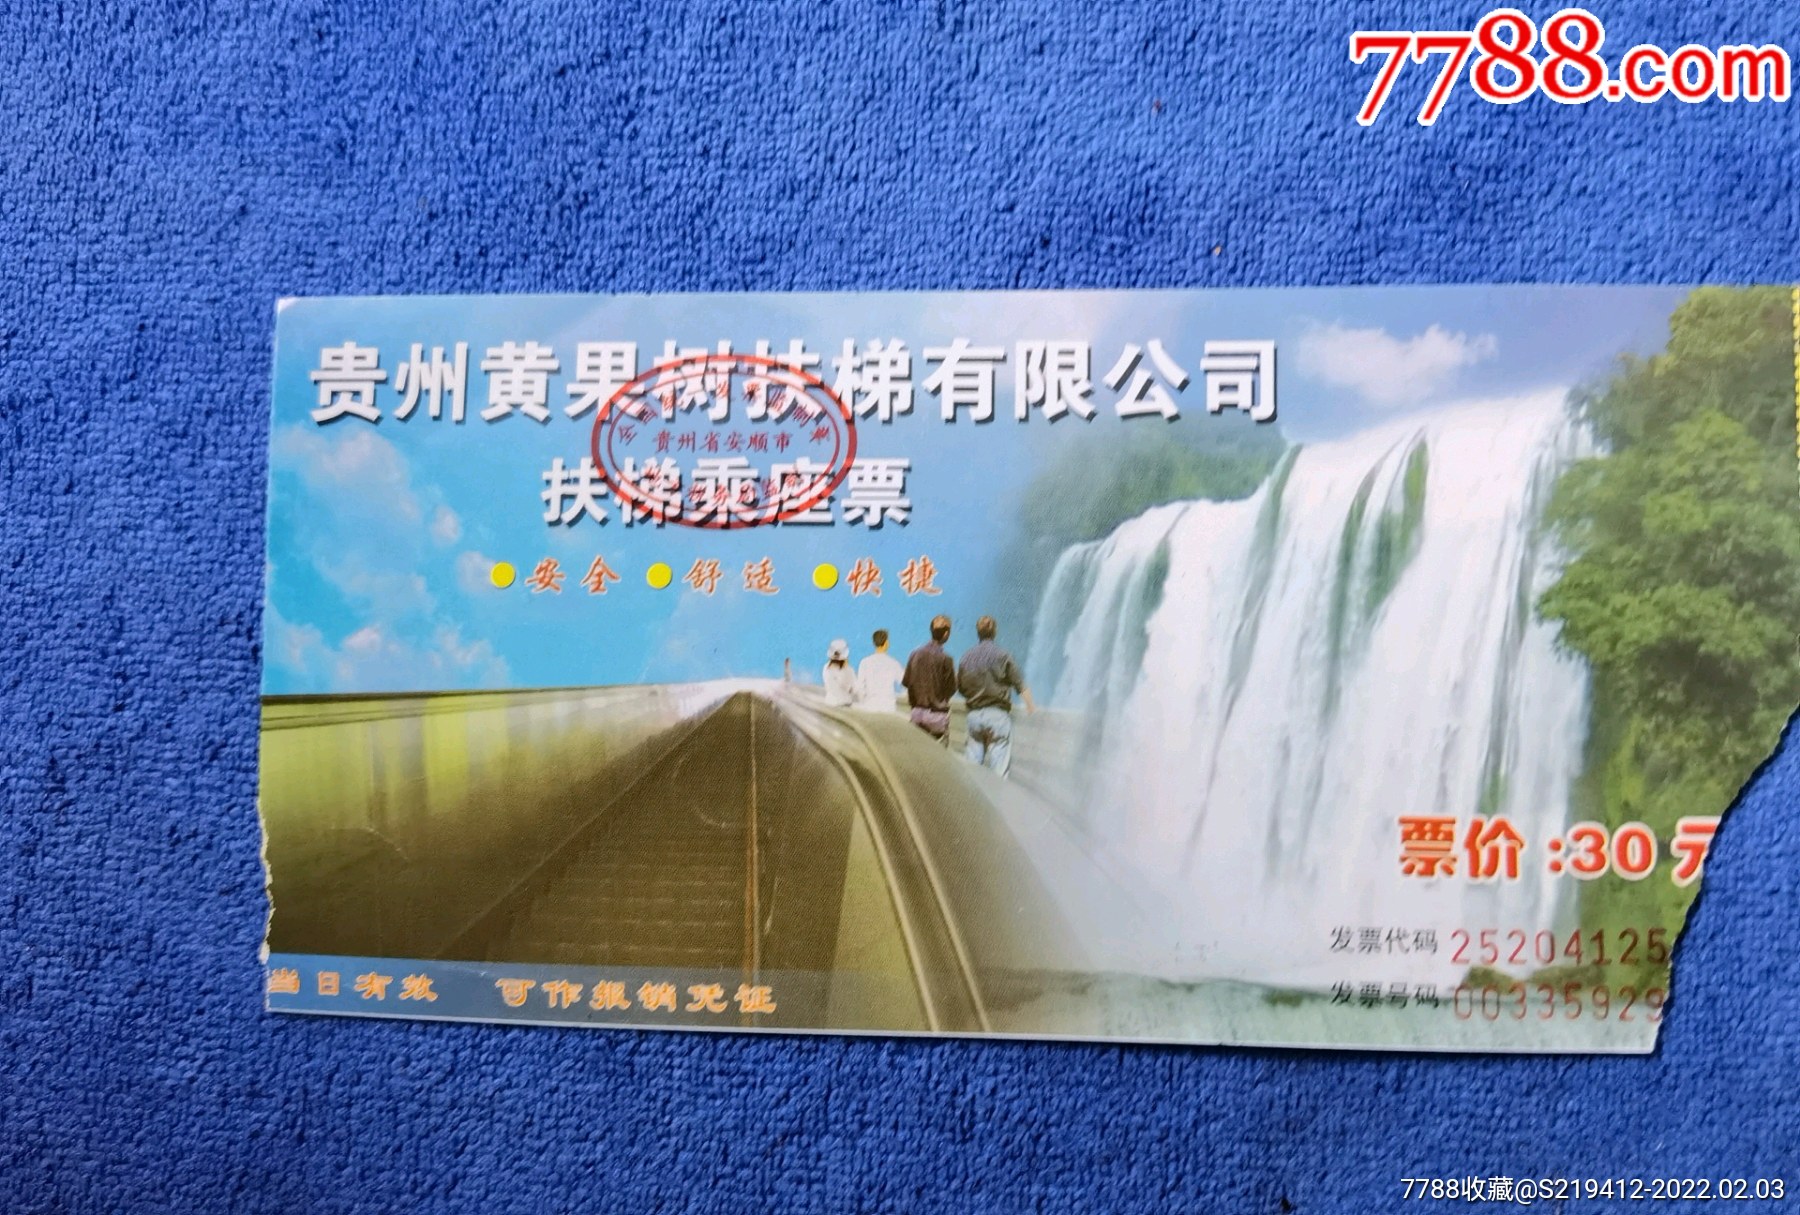 7788.com
贵州黄果树扶梯有限公司
贵州省安顺市
扶梯乘座票
安全 舒适 快捷
票价:30元
发票代码 25204125
发票号码 00335929
当日有效 可作报销凭证
7788收藏@S219412-2022.02.03